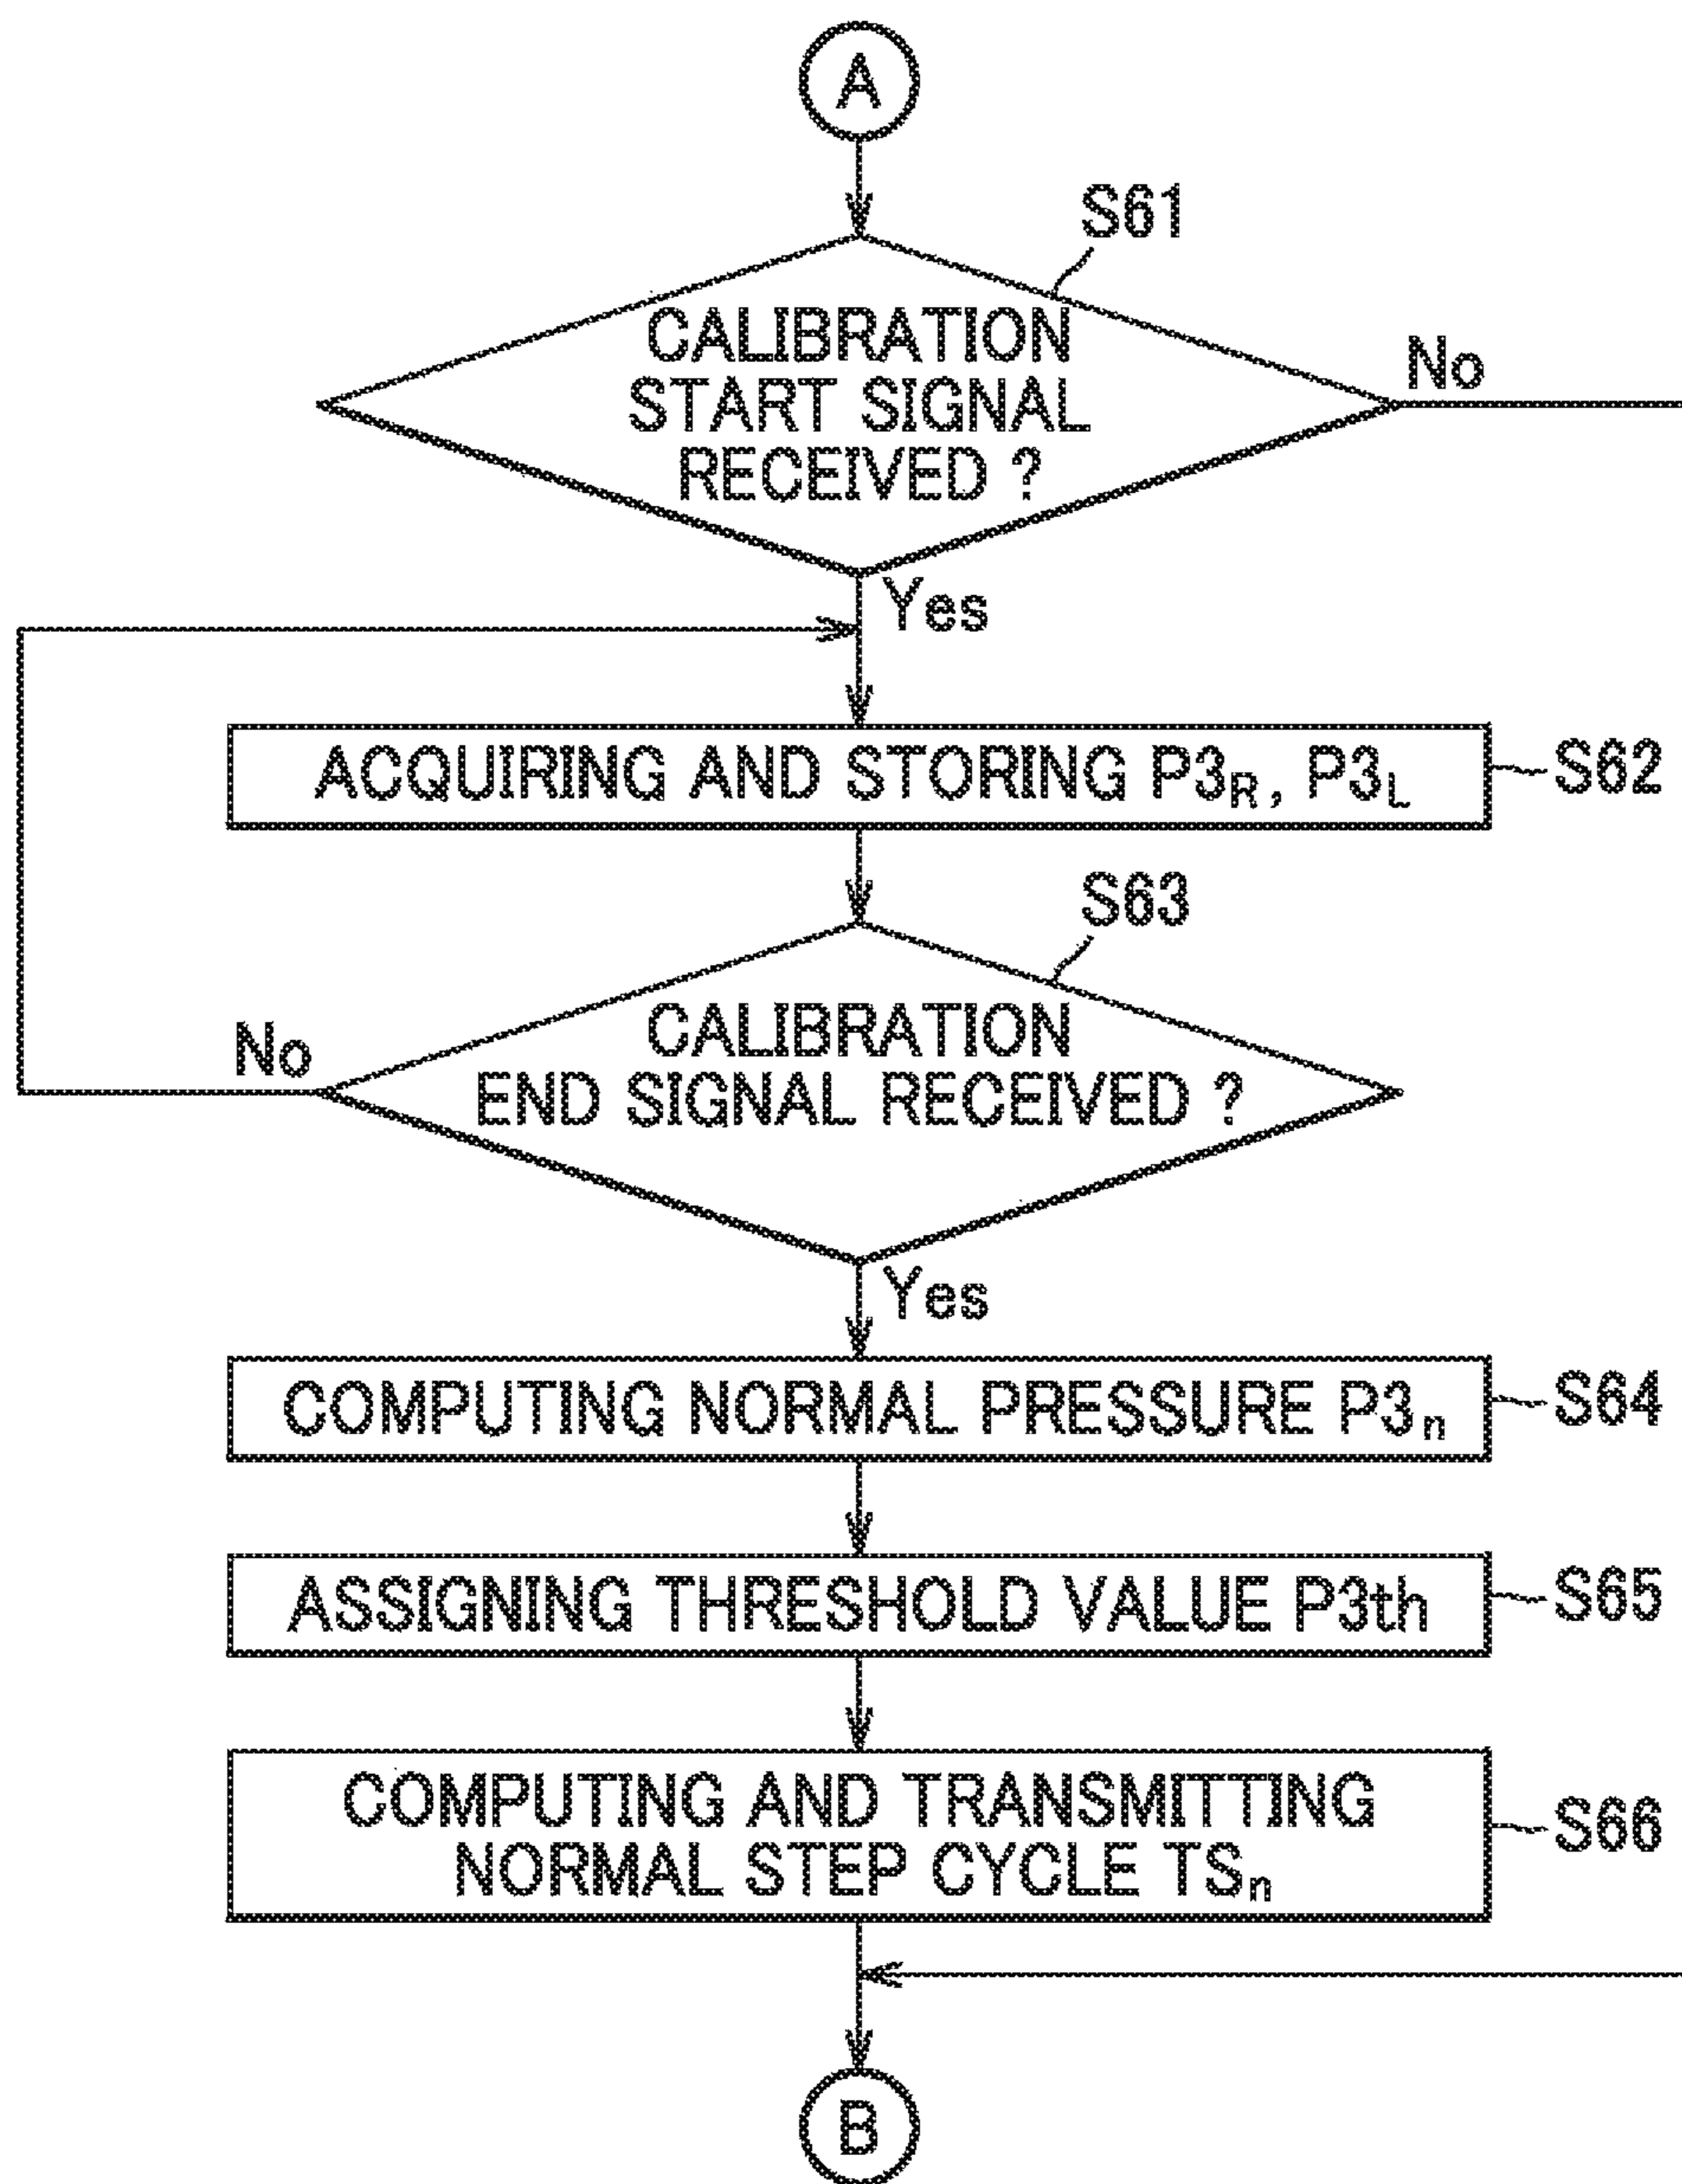 A
S61
CALIBRATION
START SIGNAL
RECEIVED ?
No
Yes
ACQUIRING AND STORING P3R, P3L
S62
S63
CALIBRATION
END SIGNAL RECEIVED ?
No
Yes
COMPUTING NORMAL PRESSURE P3n
S64
ASSIGNING THRESHOLD VALUE P3th
S65
COMPUTING AND TRANSMITTING
NORMAL STEP CYCLE TSn
S66
B